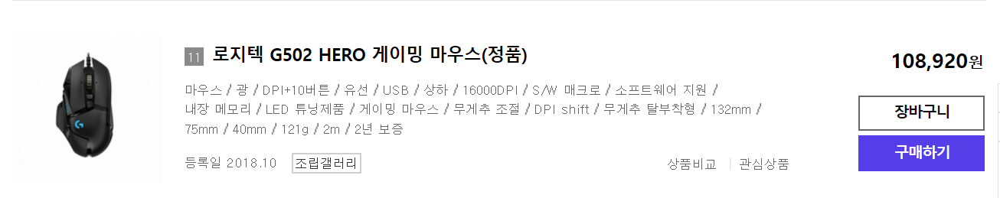 11 로지텍 G502 HERO 게이밍 마우스(정품)
108,920원
마우스 / 광 / DPI+10버튼 / 유선 / USB / 상하 / 16000DPI / S/W 매크로 / 소프트웨어 지원 /
내장 메모리 / LED 튜닝제품 / 게이밍 마우스 / 무게추 조절 / DPI shift / 무게추 탈부착형 / 132mm /
75mm / 40mm / 121g / 2m / 2년 보증
장바구니
구매하기
등록일 2018.10 조립갤러리
상품비교 관심상품